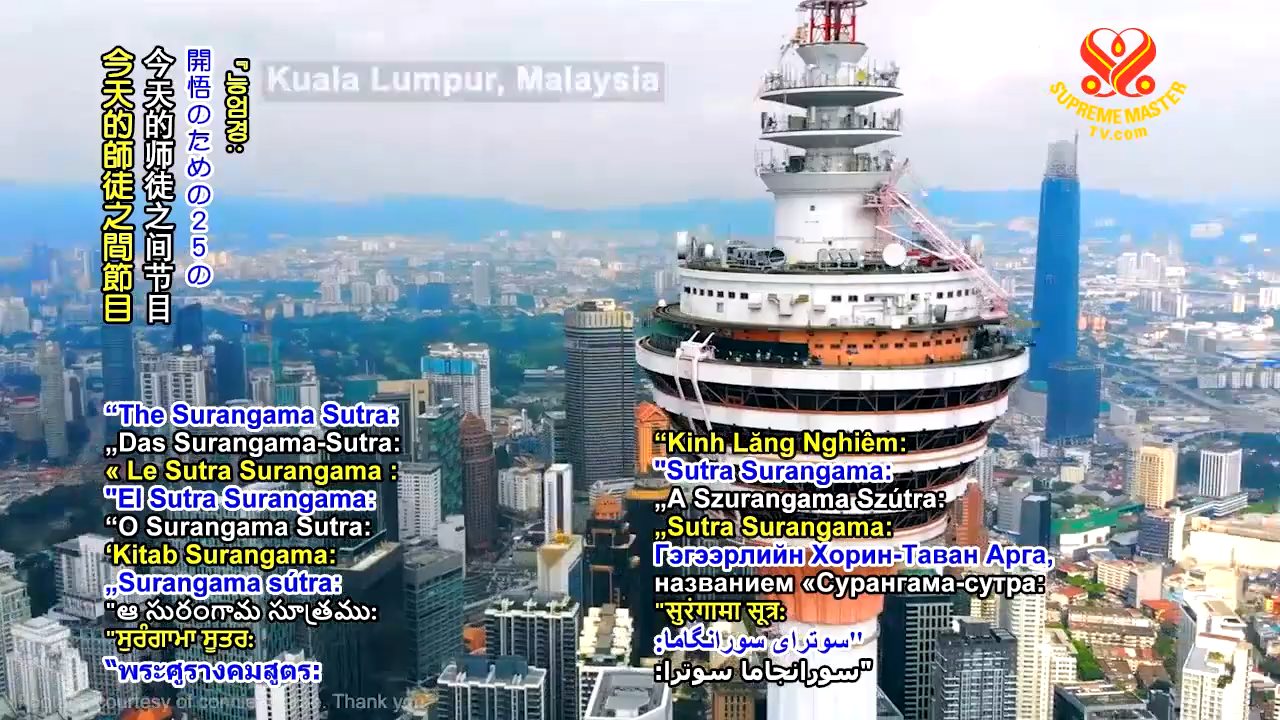 Kuala Lumpur, Malaysia
SUPREME MASTER
TV.com
『능엄경:
開悟のための25の
今天的师徒之间节目
今天的師徒之間節目
“The Surangama Sutra:
„Das Surangama-Sutra:
« Le Sutra Surangama :
"El Sutra Surangama:
“O Surangama Sutra:
‘Kitab Surangama:
„Surangama sútra:
"ఆ సురంగామ సూత్రము:
"ਸੁਰੰਗਾਮਾ ਸੂਤਰ:
“พระศูรางคมสูตร:
“Kinh Lăng Nghiêm:
"Sutra Surangama:
„A Szurangama Szútra:
„Sutra Surangama:
Гэгээрлийн Хорин-Таван Арга,
названием «Сурангама-сутра:
"सुरंगामा सूत्र:
"سوترای سورانگاما:
"سورانجاما سوترا:
courtesy of
Thank